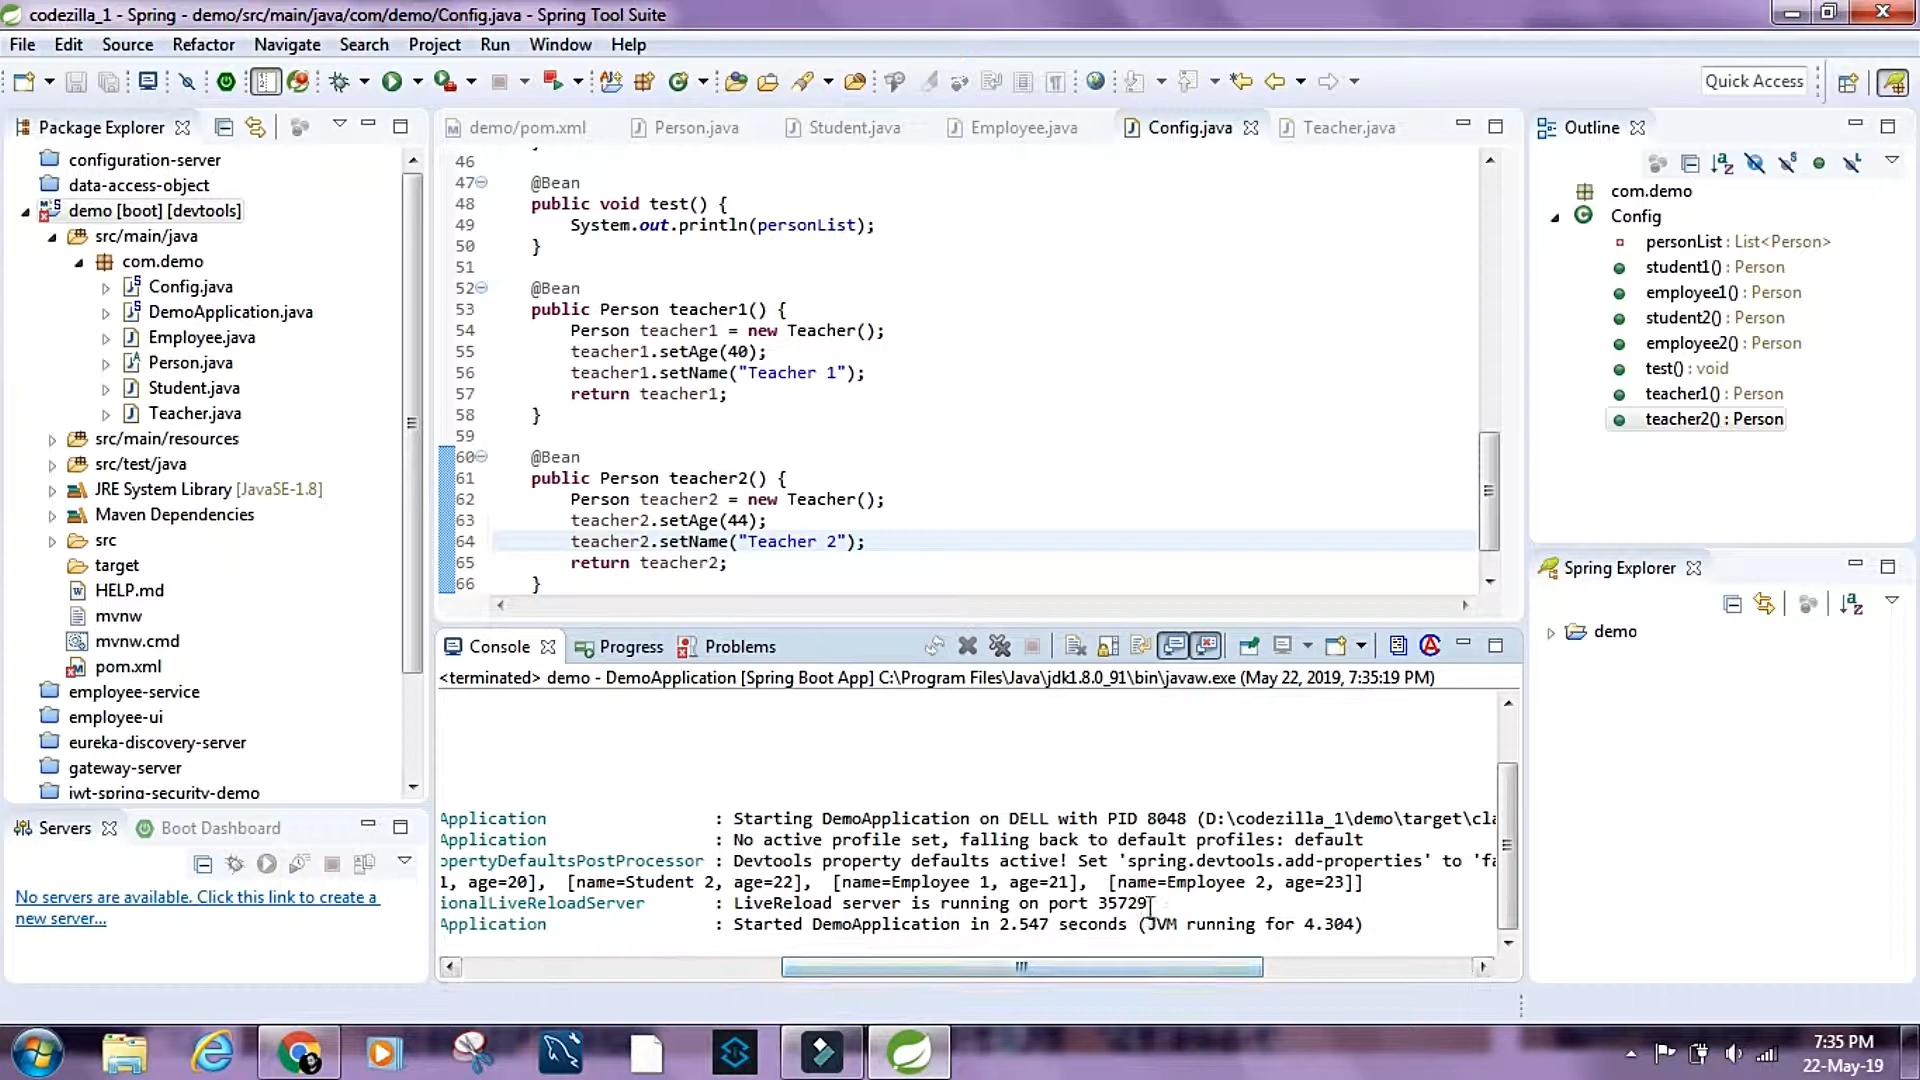 codezilla_1 - Spring - demo/src/main/java/com/demo/Config.java - Spring Tool Suite
File Edit Source Refactor Navigate Search Project Run Window Help
Quick Access
Package Explorer
configuration-server
data-access-object
demo [boot] [devtools]
src/main/java
com.demo
Config.java
DemoApplication.java
Employee.java
Person.java
Student.java
Teacher.java
src/main/resources
src/test/java
JRE System Library [JavaSE-1.8]
Maven Dependencies
src
target
HELP.md
mvnw
mvnw.cmd
pom.xml
employee-service
employee-ui
eureka-discovery-server
gateway-server
iwt-spring-security-demo
demo/pom.xml Person.java Student.java Employee.java Config.java Teacher.java
46
47 @Bean
48 public void test() {
49 System.out.println(personList);
50 }
51
52 @Bean
53 public Person teacher1() {
54 Person teacher1 = new Teacher();
55 teacher1.setAge(40);
56 teacher1.setName("Teacher 1");
57 return teacher1;
58 }
59
60 @Bean
61 public Person teacher2() {
62 Person teacher2 = new Teacher();
63 teacher2.setAge(44);
64 teacher2.setName("Teacher 2");
65 return teacher2;
66 }
Outline
com.demo
Config
personList : List<Person>
student1() : Person
employee1() : Person
student2() : Person
employee2() : Person
test() : void
teacher1() : Person
teacher2() : Person
Spring Explorer
demo
Servers Boot Dashboard
No servers are available. Click this link to create a
new server...
Console Progress Problems
<terminated> demo - DemoApplication [Spring Boot App] C:\Program Files\Java\jdk1.8.0_91\bin\javaw.exe (May 22, 2019, 7:35:19 PM)
Application : Starting DemoApplication on DELL with PID 8048 (D:\codezilla_1\demo\target\cla
Application : No active profile set, falling back to default profiles: default
opertyDefaultsPostProcessor : Devtools property defaults active! Set 'spring.devtools.add-properties' to 'fa
1, age=20], [name=Student 2, age=22], [name=Employee 1, age=21], [name=Employee 2, age=23]]
ionalLiveReloadServer : LiveReload server is running on port 35729
Application : Started DemoApplication in 2.547 seconds (JVM running for 4.304)
7:35 PM
22-May-19